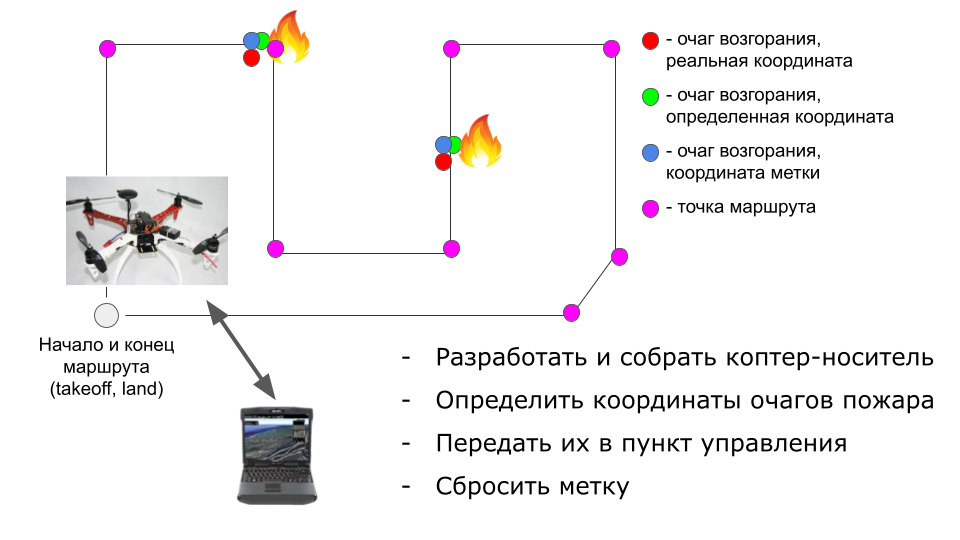 - очаг возгорания,
реальная координата
- очаг возгорания,
определенная координата
- очаг возгорания,
координата метки
- точка маршрута
Начало и конец
маршрута
(takeoff, land)
- Разработать и собрать коптер-носитель
- Определить координаты очагов пожара
- Передать их в пункт управления
- Сбросить метку